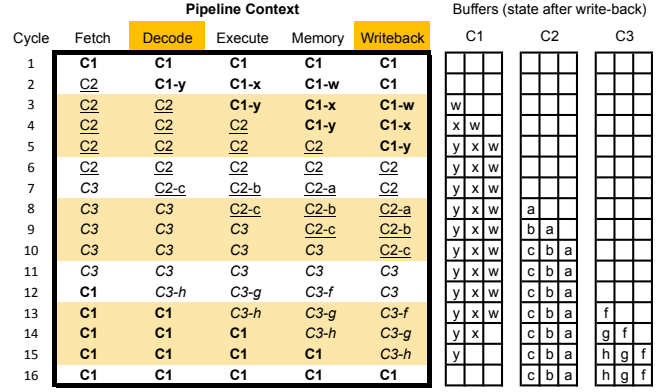 Pipeline Context Buffers (state after write-back)
Cycle Fetch Decode Execute Memory Writeback C1 C2 C3
1 C1 C1 C1 C1 C1
2 C2 C1-y C1-x C1-w C1
3 C2 C2 C1-y C1-x C1-w w
4 C2 C2 C2 C1-y C1-x x w
5 C2 C2 C2 C2 C1-y y x w
6 C2 C2 C2 C2 C2 y x w
7 C3 C2-c C2-b C2-a C2 y x w
8 C3 C3 C2-c C2-b C2-a y x w a
9 C3 C3 C3 C2-c C2-b y x w b a
10 C3 C3 C3 C3 C2-c y x w c b a
11 C3 C3 C3 C3 C3 y x w c b a
12 C1 C3-h C3-g C3-f C3 y x w c b a
13 C1 C1 C3-h C3-g C3-f y x w c b a f
14 C1 C1 C1 C3-h C3-g y x c b a g f
15 C1 C1 C1 C1 C3-h y c b a h g f
16 C1 C1 C1 C1 C1 c b a h g f